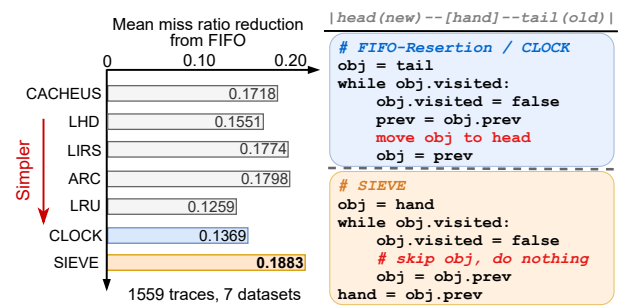 Mean miss ratio reduction
from FIFO
0 0.10 0.20
CACHEUS 0.1718
LHD 0.1551
LIRS 0.1774
ARC 0.1798
LRU 0.1259
CLOCK 0.1369
SIEVE 0.1883
Simpler
1559 traces, 7 datasets
|head(new)--[hand]--tail(old)|
# FIFO-Resertion / CLOCK
obj = tail
while obj.visited:
obj.visited = false
prev = obj.prev
move obj to head
obj = prev
# SIEVE
obj = hand
while obj.visited:
obj.visited = false
# skip obj, do nothing
obj = obj.prev
hand = obj.prev